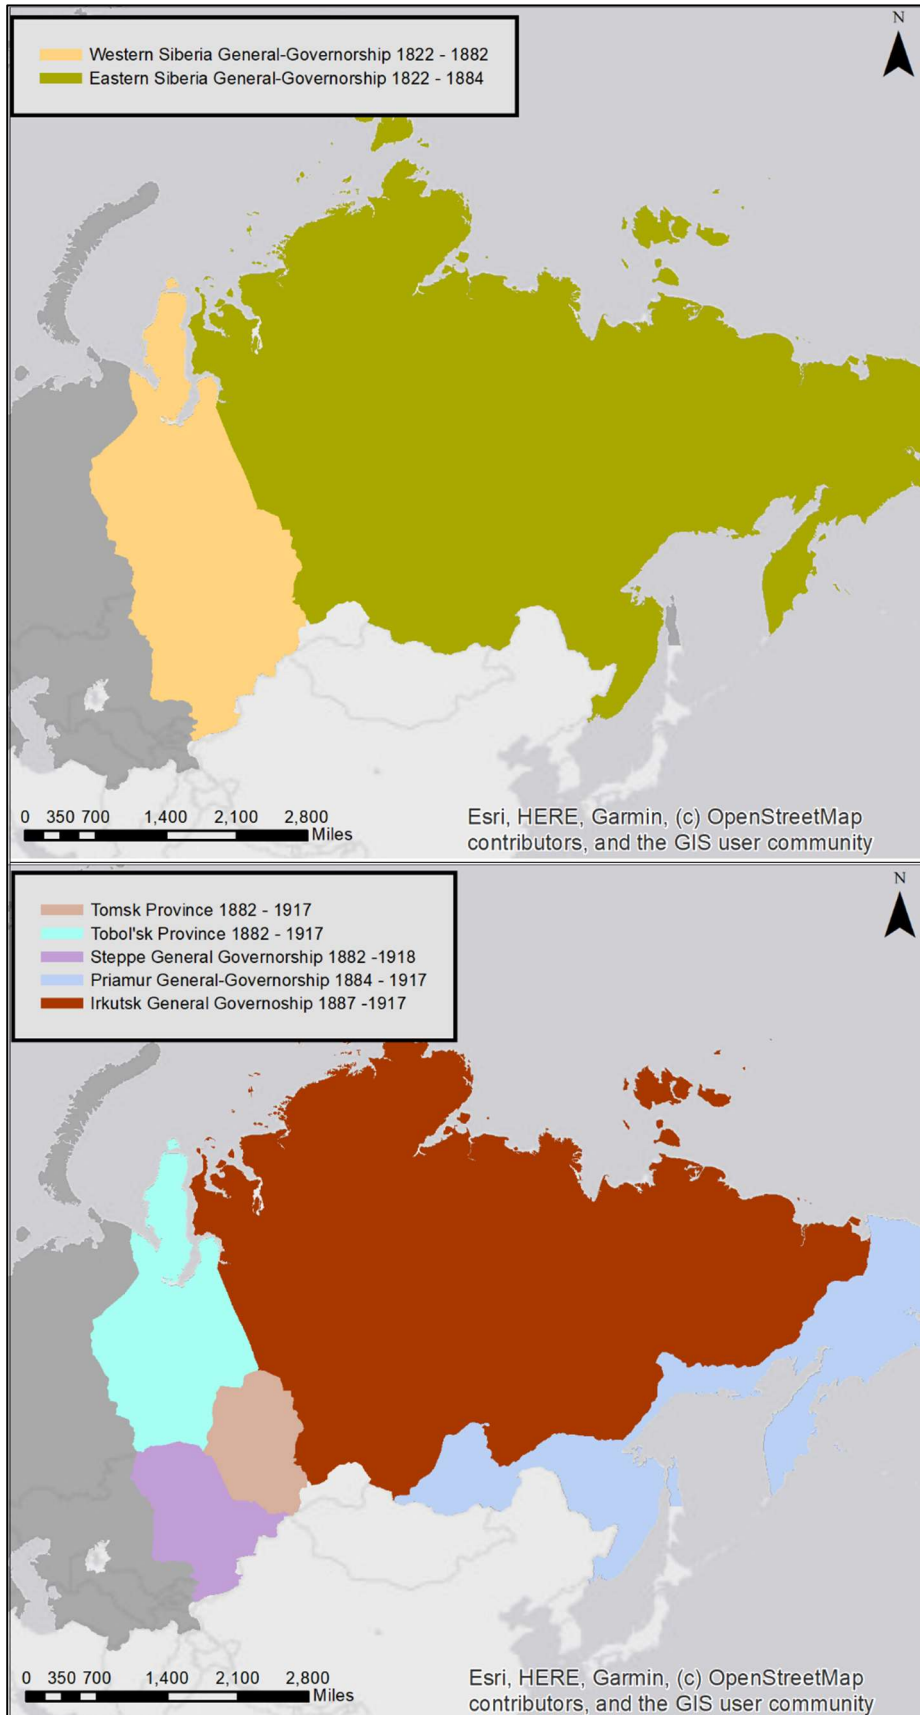 Western Siberia General-Governorship 1822 - 1882
Eastern Siberia General-Governorship 1822 - 1884
N
0 350 700 1,400 2,100 2,800
Miles
Esri, HERE, Garmin, (c) OpenStreetMap
contributors, and the GIS user community
Tomsk Province 1882 - 1917
Tobol'sk Province 1882 - 1917
Steppe General Governorship 1882 -1918
Priamur General-Governorship 1884 - 1917
Irkutsk General Governoship 1887 -1917
N
0 350 700 1,400 2,100 2,800
Miles
Esri, HERE, Garmin, (c) OpenStreetMap
contributors, and the GIS user community